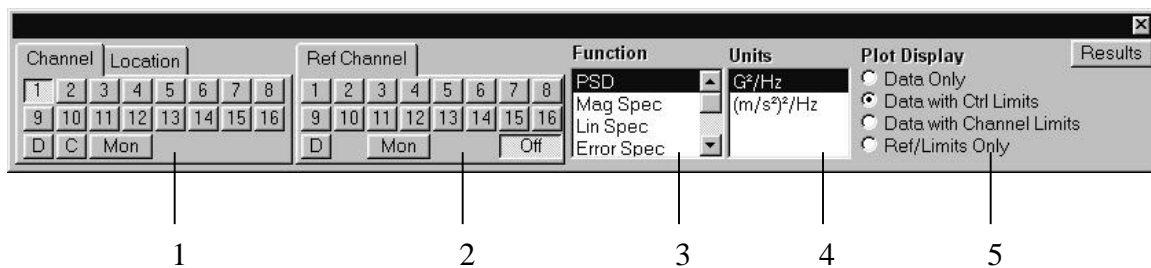 Channel Location
1 2 3 4 5 6 7 8
9 10 11 12 13 14 15 16
D C Mon
Ref Channel
1 2 3 4 5 6 7 8
9 10 11 12 13 14 15 16
D Mon Off
Function
PSD
Mag Spec
Lin Spec
Error Spec
Units
G²/Hz
(m/s²)²/Hz
Plot Display
Data Only
Data with Ctrl Limits
Data with Channel Limits
Ref/Limits Only
Results
1 2 3 4 5